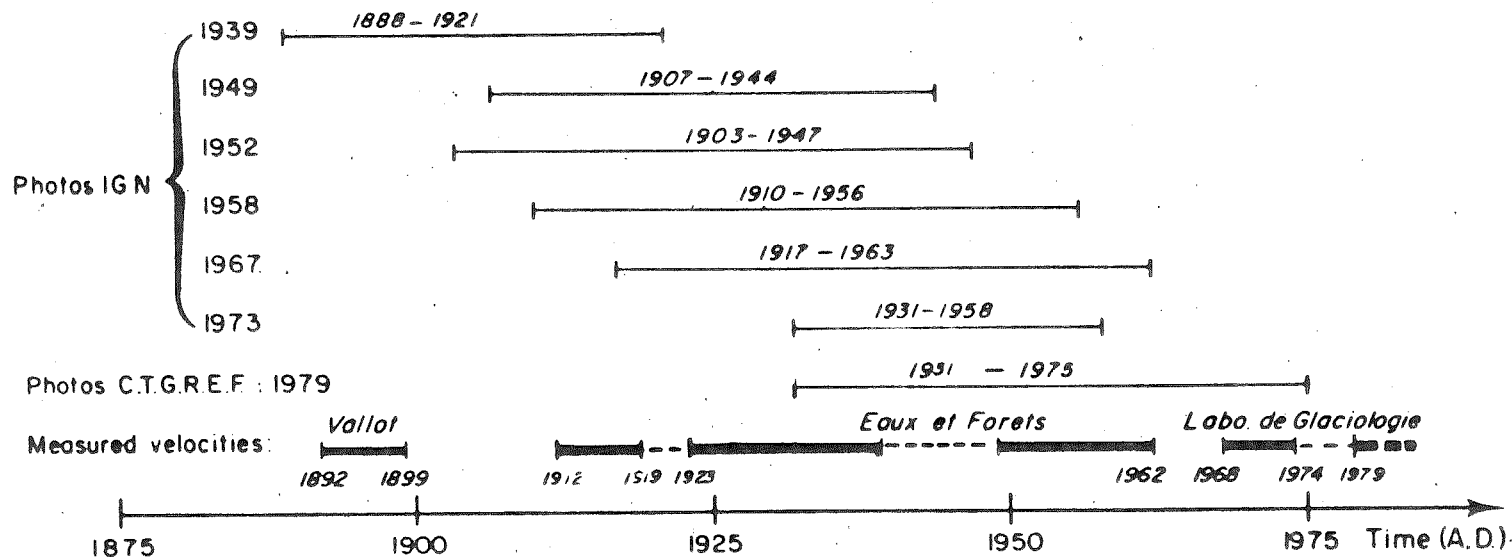 1939 1888 - 1921
1949 1907 - 1944
1952 1903 - 1947
Photos IGN
1958 1910 - 1956
1967 1917 - 1963
1973 1931 - 1958
Photos C.T.G.R.E.F. : 1979 1931 - 1975
Vallot Eaux et Forets Labo. de Glaciologie
Measured velocities:
1892 1899 1912 1919 1923 1962 1968 1974 1979
1875 1900 1925 1950 1975 Time (A.D.)